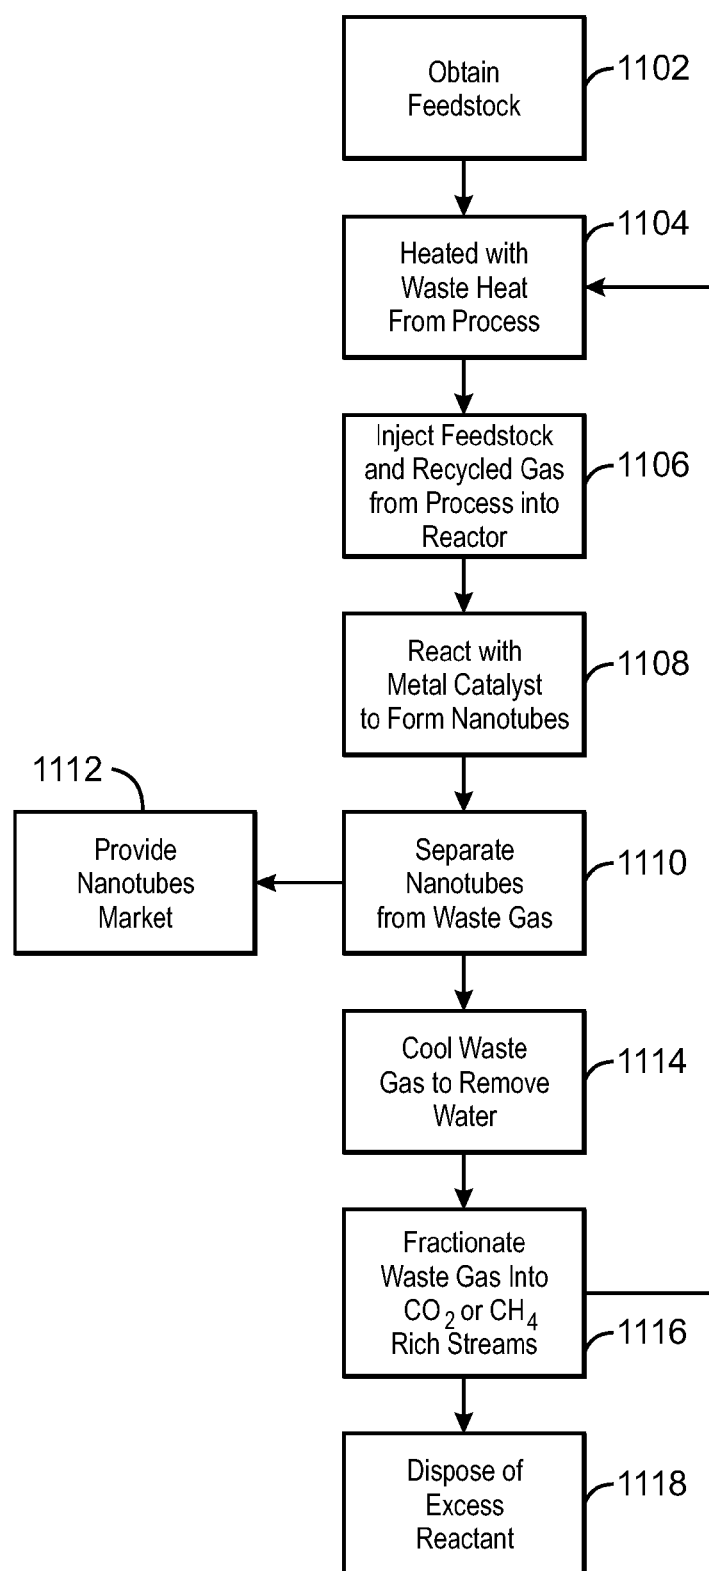 Obtain
Feedstock
1102
Heated with
Waste Heat
From Process
1104
Inject Feedstock
and Recycled Gas
from Process into
Reactor
1106
React with
Metal Catalyst
to Form Nanotubes
1108
Provide
Nanotubes
Market
1112
Separate
Nanotubes
from Waste Gas
1110
Cool Waste
Gas to Remove
Water
1114
Fractionate
Waste Gas Into
CO2 or CH4
Rich Streams
1116
Dispose of
Excess
Reactant
1118